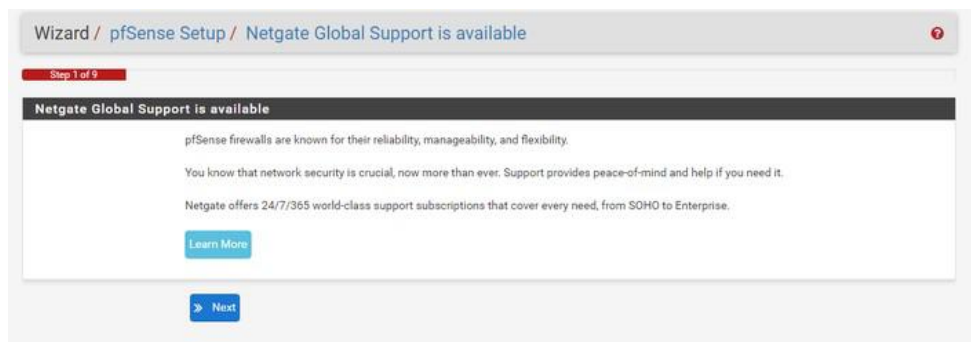 Wizard / pfSense Setup / Netgate Global Support is available
Step 1 of 9
Netgate Global Support is available
pfSense firewalls are known for their reliability, manageability, and flexibility.
You know that network security is crucial, now more than ever. Support provides peace-of-mind and help if you need it.
Netgate offers 24/7/365 world-class support subscriptions that cover every need, from SOHO to Enterprise.
Learn More
» Next